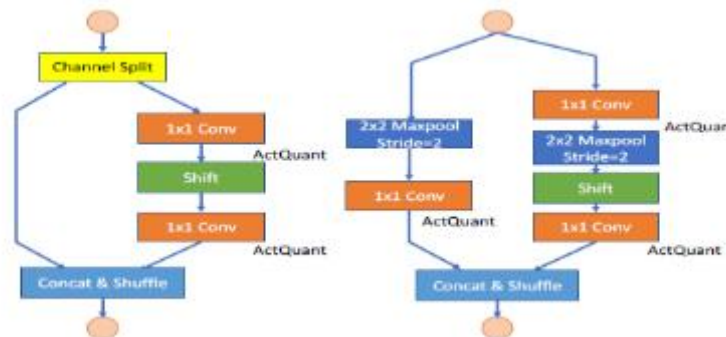 Channel Split
1x1 Conv
ActQuant
Shift
1x1 Conv
ActQuant
Concat & Shuffle
1x1 Conv
ActQuan
2x2 Maxpool
Stride=2
2x2 Maxpool
Stride=2
Shift
1x1 Conv
ActQuant
1x1 Conv
ActQuant
Concat & Shuffle